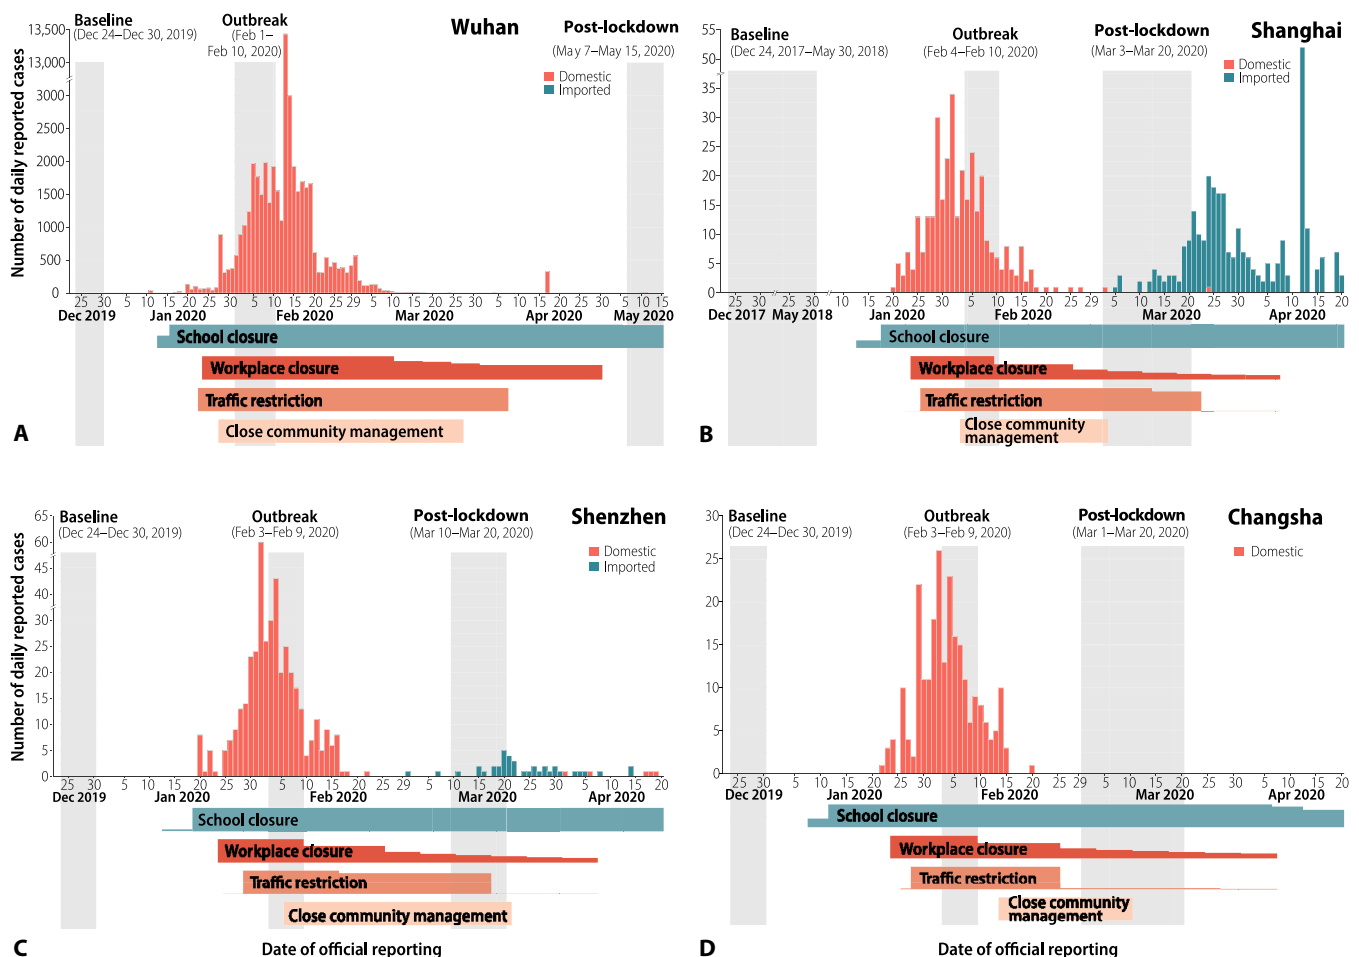 Baseline
(Dec 24–Dec 30, 2019)
Outbreak
(Feb 1–
Feb 10, 2020)
Wuhan
Post-lockdown
(May 7–May 15, 2020)
Domestic
Imported
Number of daily reported cases
13,500
13,000
3000
2500
2000
1500
1000
500
0
25 30 5 10 15 20 25 30 5 10 15 20 25 29 5 10 15 20 25 30 5 10 15 20 25 30 5 10 15
Dec 2019 Jan 2020 Feb 2020 Mar 2020 Apr 2020 May 2020
School closure
Workplace closure
Traffic restriction
Close community management
A
Baseline
(Dec 24, 2017–May 30, 2018)
Outbreak
(Feb 4–Feb 10, 2020)
Post-lockdown
(Mar 3–Mar 20, 2020)
Shanghai
Domestic
Imported
55
50
35
30
25
20
15
10
5
0
25 30 25 30 10 15 20 25 30 5 10 15 20 25 29 5 10 15 20 25 30 5 10 15 20
Dec 2017 May 2018 Jan 2020 Feb 2020 Mar 2020 Apr 2020
School closure
Workplace closure
Traffic restriction
Close community
management
B
Baseline
(Dec 24–Dec 30, 2019)
Outbreak
(Feb 3–Feb 9, 2020)
Post-lockdown
(Mar 10–Mar 20, 2020)
Shenzhen
Domestic
Imported
Number of daily reported cases
65
60
45
35
30
25
20
15
10
5
0
25 30 5 10 15 20 25 30 5 10 15 20 25 29 5 10 15 20 25 30 5 10 15 20
Dec 2019 Jan 2020 Feb 2020 Mar 2020 Apr 2020
School closure
Workplace closure
Traffic restriction
Close community management
C
Date of official reporting
Baseline
(Dec 24–Dec 30, 2019)
Outbreak
(Feb 3–Feb 9, 2020)
Post-lockdown
(Mar 1–Mar 20, 2020)
Changsha
Domestic
30
25
20
15
10
5
0
25 30 5 10 15 20 25 30 5 10 15 20 25 29 5 10 15 20 25 30 5 10 15 20
Dec 2019 Jan 2020 Feb 2020 Mar 2020 Apr 2020
School closure
Workplace closure
Traffic restriction
Close community
management
D
Date of official reporting